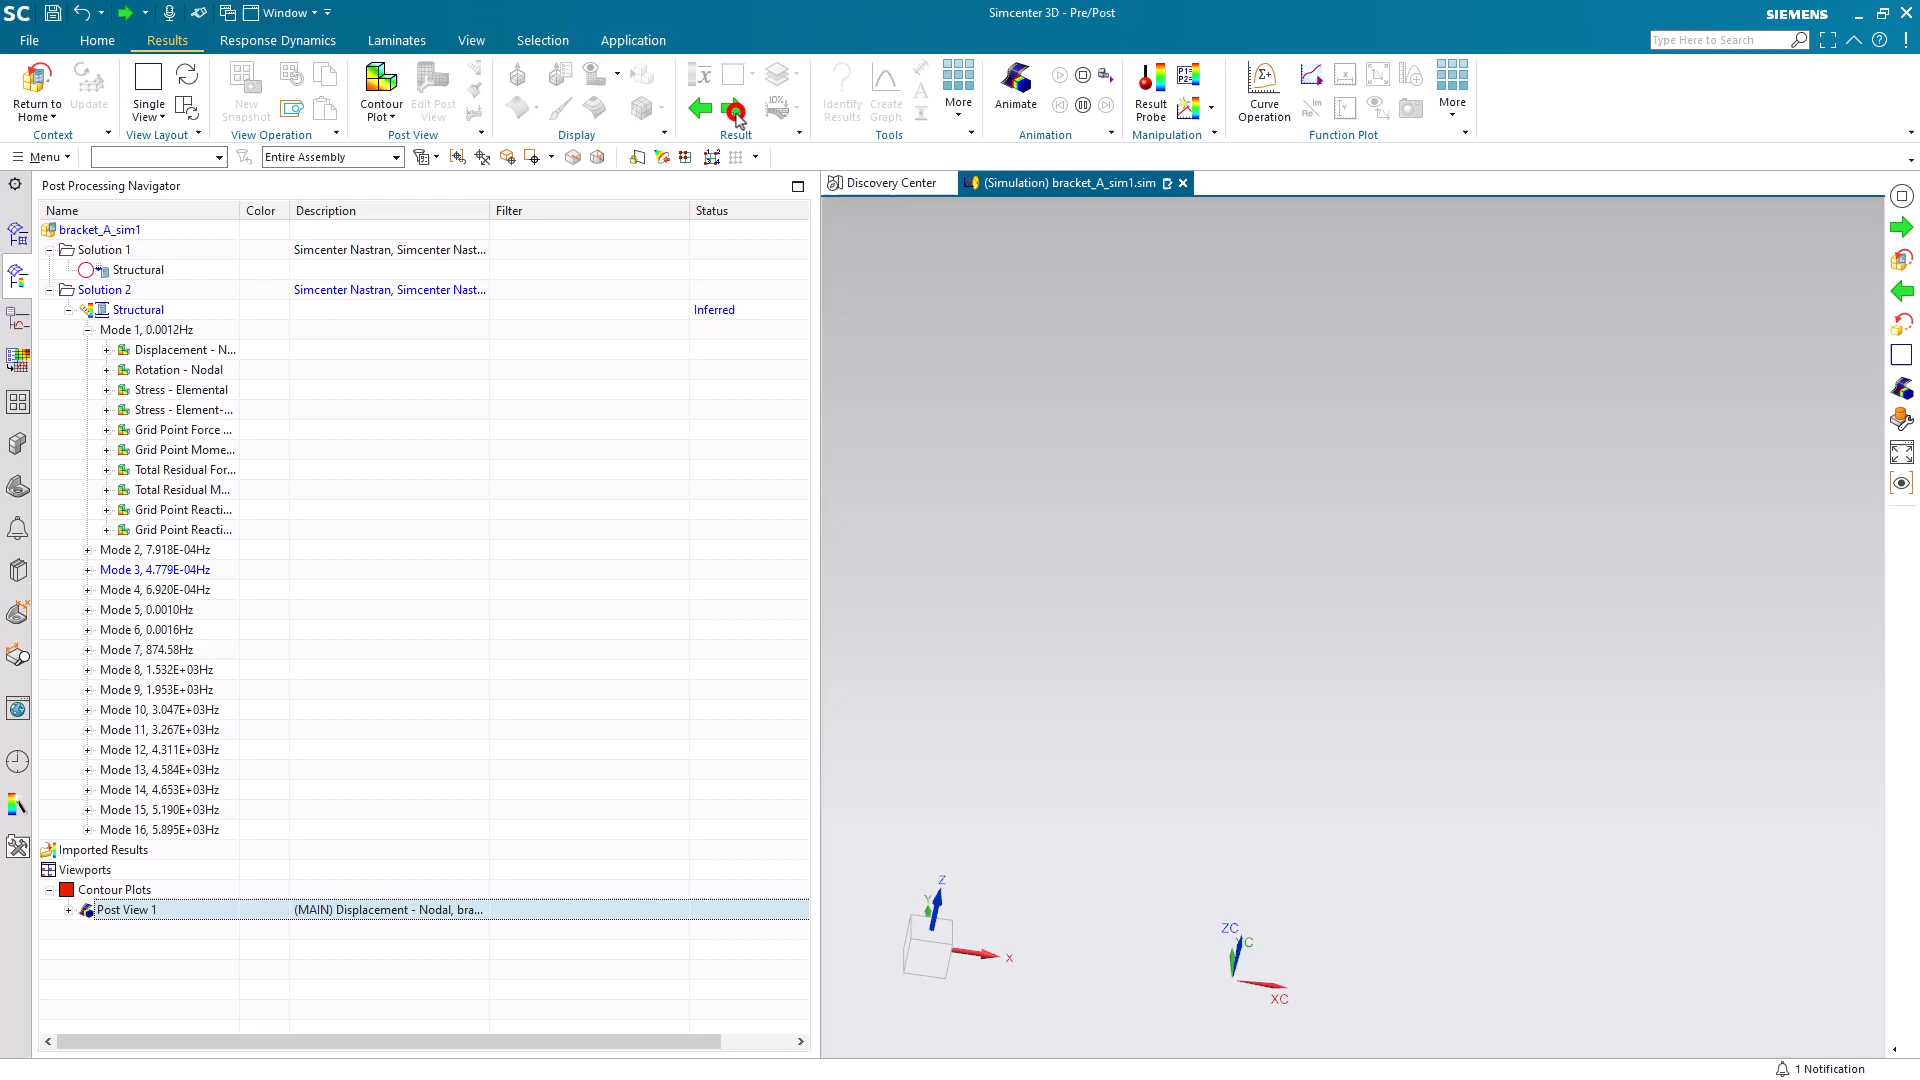 SC Window Simcenter 3D - Pre/Post SIEMENS
File Home Results Response Dynamics Laminates View Selection Application Type Here to Search
Return to Home Update Single View New Snapshot Contour Plot Edit Post View 10% Identify Results Create Graph More Animate Result Probe Curve Operation More
Context View Layout View Operation Post View Display Result Tools Animation Manipulation Function Plot
Menu Entire Assembly
Post Processing Navigator Discovery Center (Simulation) bracket_A_sim1.sim
Name Color Description Filter Status
bracket_A_sim1
Solution 1 Simcenter Nastran, Simcenter Nast...
Structural
Solution 2 Simcenter Nastran, Simcenter Nast...
Structural Inferred
Mode 1, 0.0012Hz
Displacement - N...
Rotation - Nodal
Stress - Elemental
Stress - Element-...
Grid Point Force ...
Grid Point Mome...
Total Residual For...
Total Residual M...
Grid Point Reacti...
Grid Point Reacti...
Mode 2, 7.918E-04Hz
Mode 3, 4.779E-04Hz
Mode 4, 6.920E-04Hz
Mode 5, 0.0010Hz
Mode 6, 0.0016Hz
Mode 7, 874.58Hz
Mode 8, 1.532E+03Hz
Mode 9, 1.953E+03Hz
Mode 10, 3.047E+03Hz
Mode 11, 3.267E+03Hz
Mode 12, 4.311E+03Hz
Mode 13, 4.584E+03Hz
Mode 14, 4.653E+03Hz
Mode 15, 5.190E+03Hz
Mode 16, 5.895E+03Hz
Imported Results
Viewports
Contour Plots
Post View 1 (MAIN) Displacement - Nodal, bra...
Z
Y
X
ZC
YC
XC
1 Notification